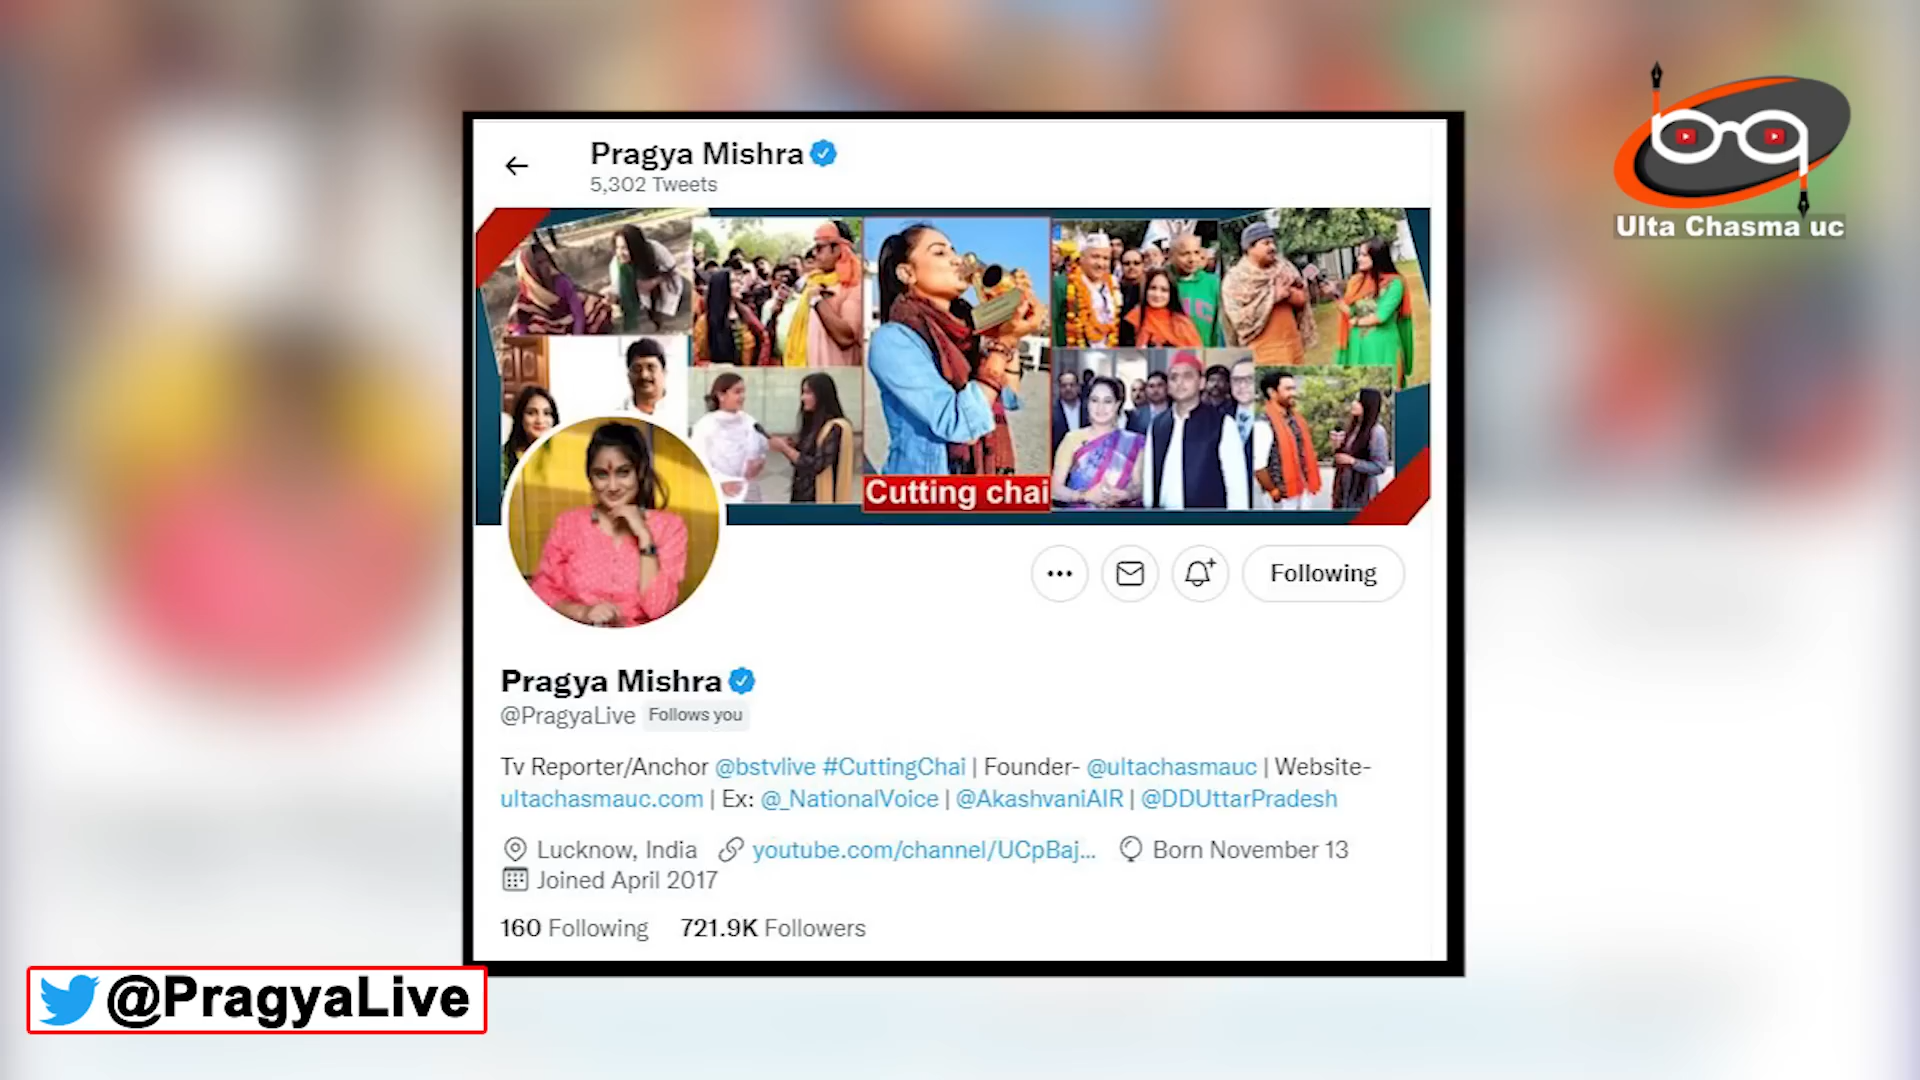 Pragya Mishra
5,302 Tweets
Ulta Chasma uc
Cutting chai
Following
Pragya Mishra
@PragyaLive Follows you
Tv Reporter/Anchor @bstvlive #CuttingChai | Founder- @ultachasmauc | Website-
ultachasmauc.com | Ex: @_NationalVoice | @AkashvaniAIR | @DDUttarPradesh
Lucknow, India youtube.com/channel/UCpBaj... Born November 13
Joined April 2017
160 Following 721.9K Followers
@PragyaLive